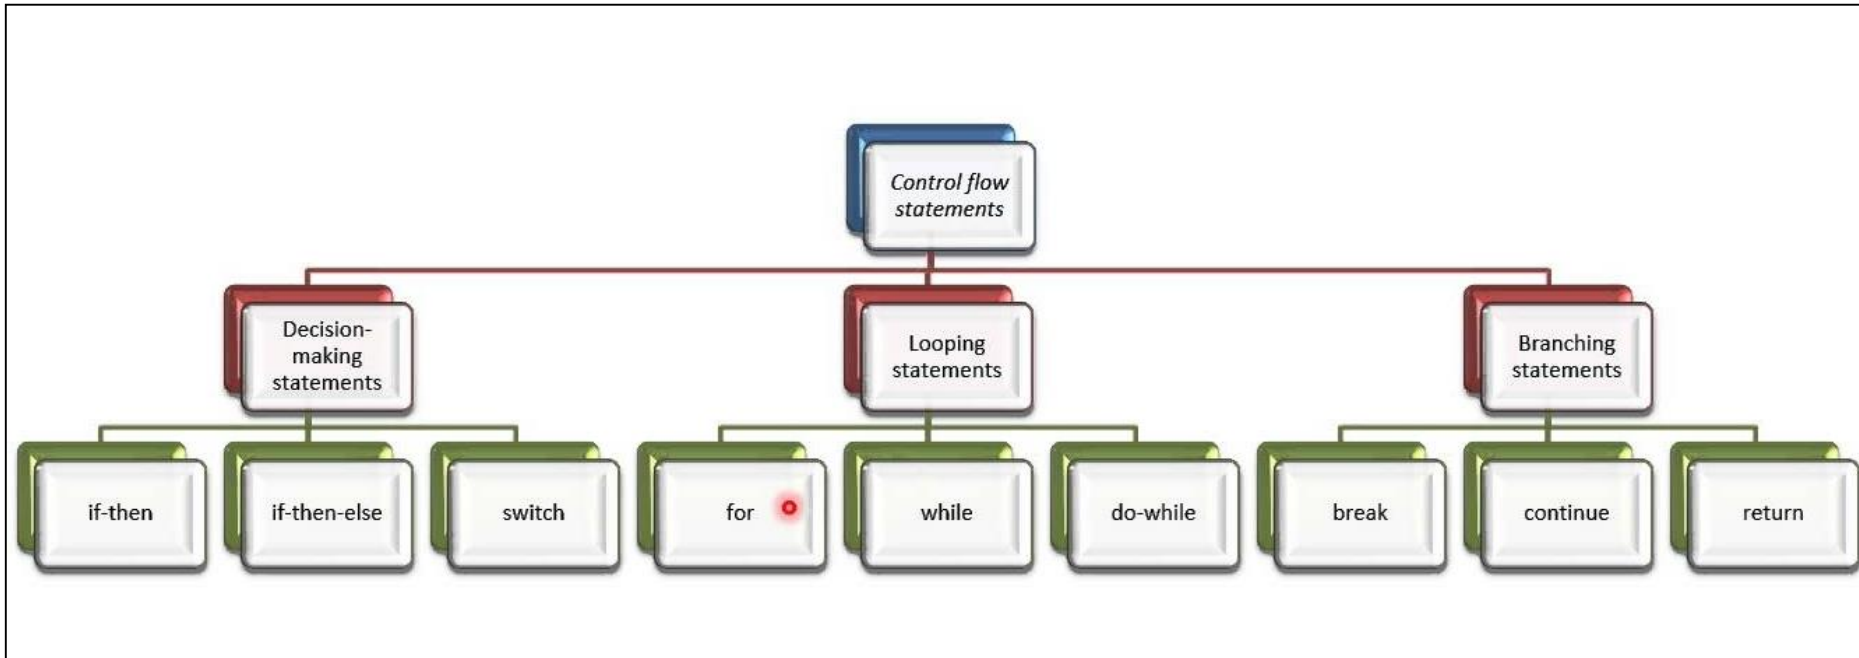 Control flow
statements
Decision-
making
statements
Looping
statements
Branching
statements
if-then
if-then-else
switch
for
while
do-while
break
continue
return